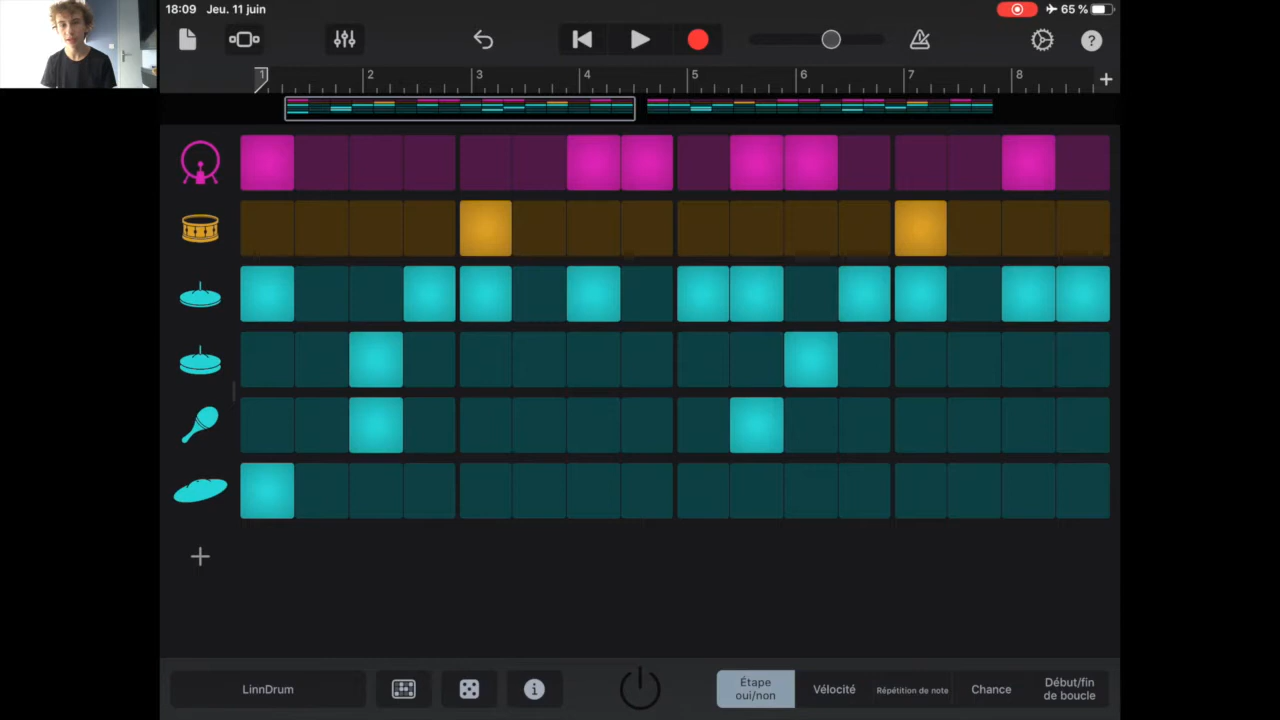 18:09 Jeu. 11 juin
65 %
1 2 3 4 5 6 7 8 +
LinnDrum
Étape
oui/non
Vélocité
Répétition de note
Chance
Début/fin
de boucle